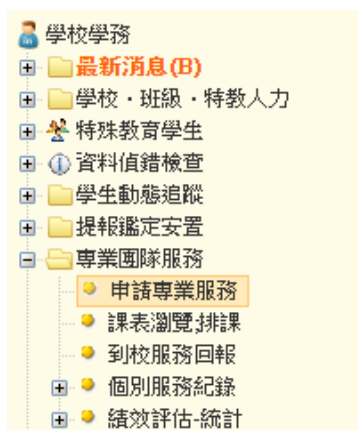 學校學務
最新消息(B)
學校・班級・特教人力
特殊教育學生
資料偵錯檢查
學生動態追蹤
提報鑑定安置
專業團隊服務
申請專業服務
課表瀏覽;排課
到校服務回報
個別服務紀錄
績效評估-統計